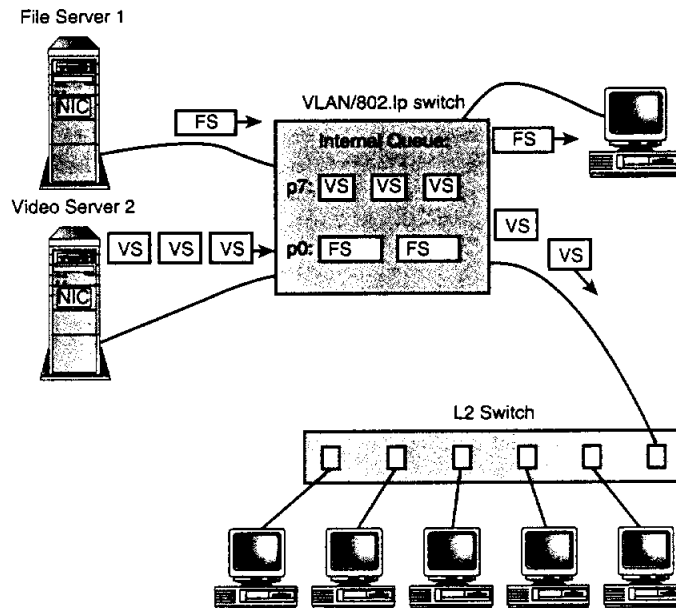 File Server 1
NIC
FS
VLAN/802.Ip switch
Internal Queue:
FS
p7: VS VS VS
Video Server 2
VS VS VS
NIC
p0: FS FS
VS
VS
L2 Switch